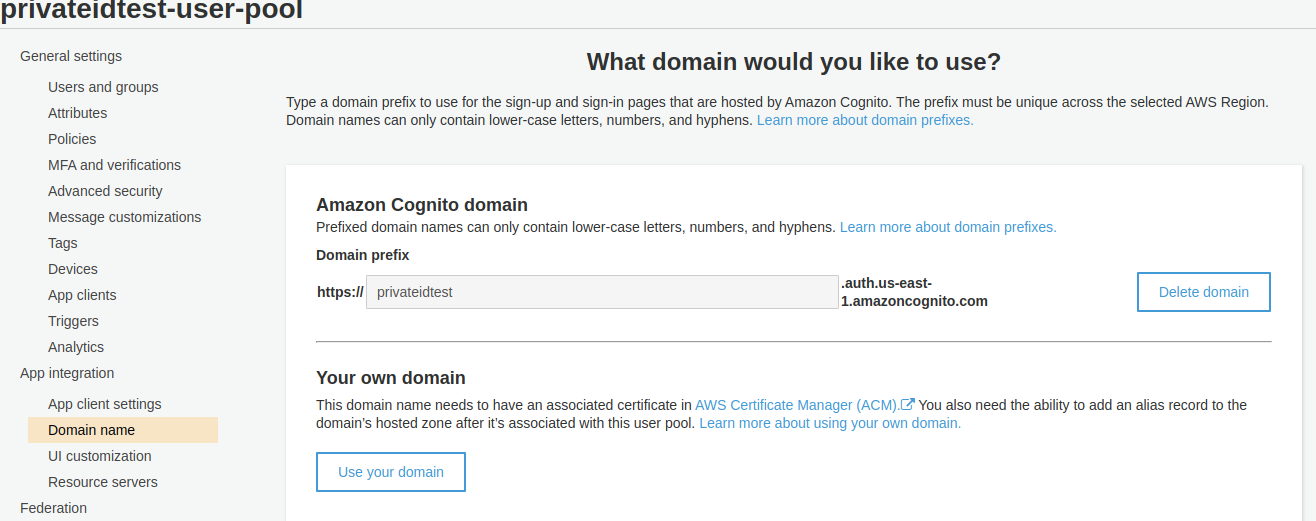 privateidtest-user-pool
General settings
Users and groups
Attributes
Policies
MFA and verifications
Advanced security
Message customizations
Tags
Devices
App clients
Triggers
Analytics
App integration
App client settings
Domain name
UI customization
Resource servers
Federation
What domain would you like to use?
Type a domain prefix to use for the sign-up and sign-in pages that are hosted by Amazon Cognito. The prefix must be unique across the selected AWS Region.
Domain names can only contain lower-case letters, numbers, and hyphens. Learn more about domain prefixes.
Amazon Cognito domain
Prefixed domain names can only contain lower-case letters, numbers, and hyphens. Learn more about domain prefixes.
Domain prefix
https:// privateidtest .auth.us-east-
1.amazoncognito.com
Delete domain
Your own domain
This domain name needs to have an associated certificate in AWS Certificate Manager (ACM). You also need the ability to add an alias record to the
domain's hosted zone after it's associated with this user pool. Learn more about using your own domain.
Use your domain